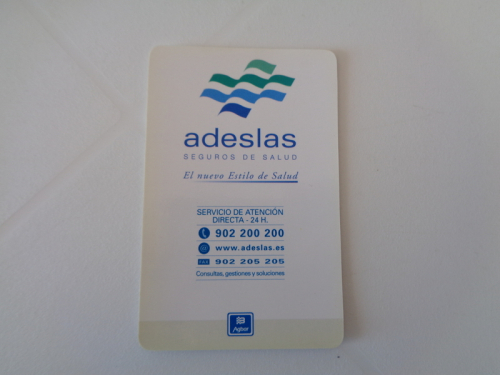 adeslas
SEGUROS DE SALUD
El nuevo Estilo de Salud
SERVICIO DE ATENCIÓN
DIRECTA - 24 H.
902 200 200
www.adeslas.es
FAX 902 205 205
Consultas, gestiones y soluciones
Agbar